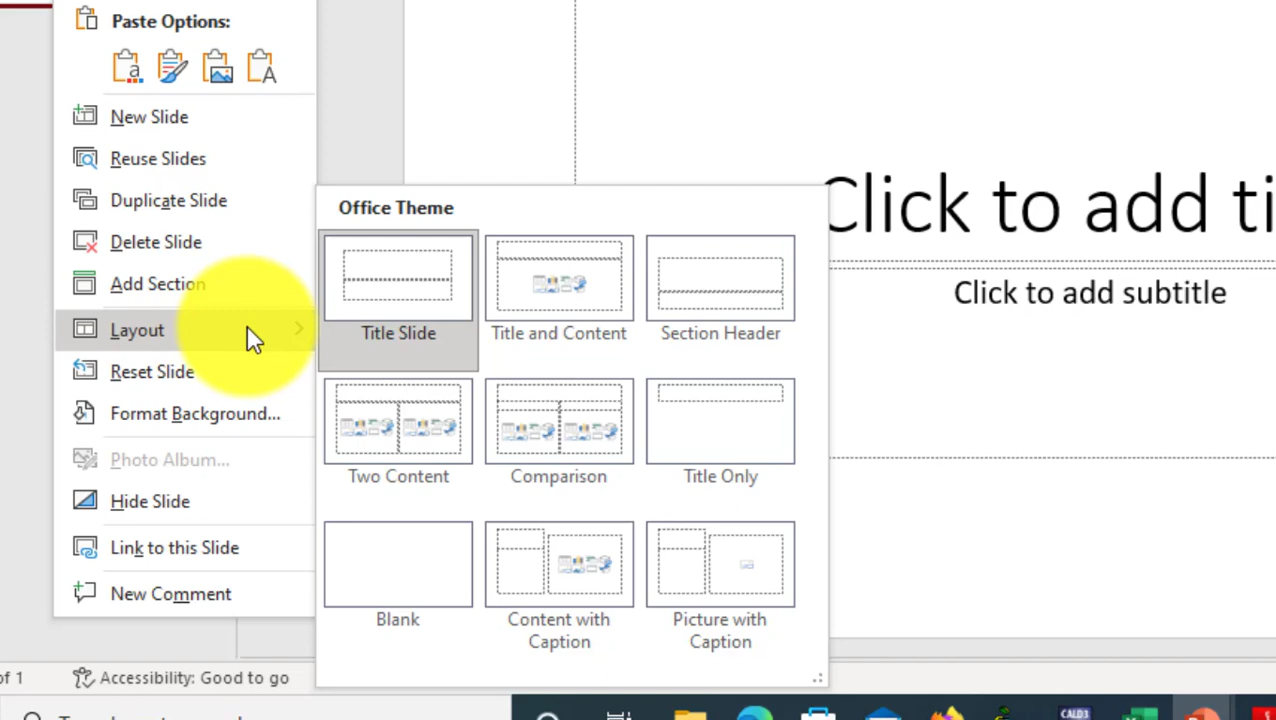 Paste Options:
New Slide
Reuse Slides
Duplicate Slide
Delete Slide
Add Section
Layout
Reset Slide
Format Background...
Photo Album...
Hide Slide
Link to this Slide
New Comment
Office Theme
Title Slide
Title and Content
Section Header
Two Content
Comparison
Title Only
Blank
Content with
Caption
Picture with
Caption
Click to add ti
Click to add subtitle
of 1
Accessibility: Good to go
CALD3